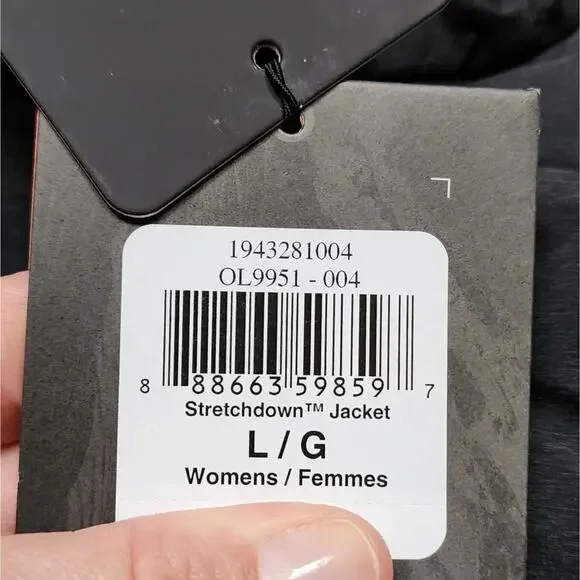 1943281004
OL9951 - 004
8 88663 59859 7
Stretchdown™ Jacket
L / G
Womens / Femmes